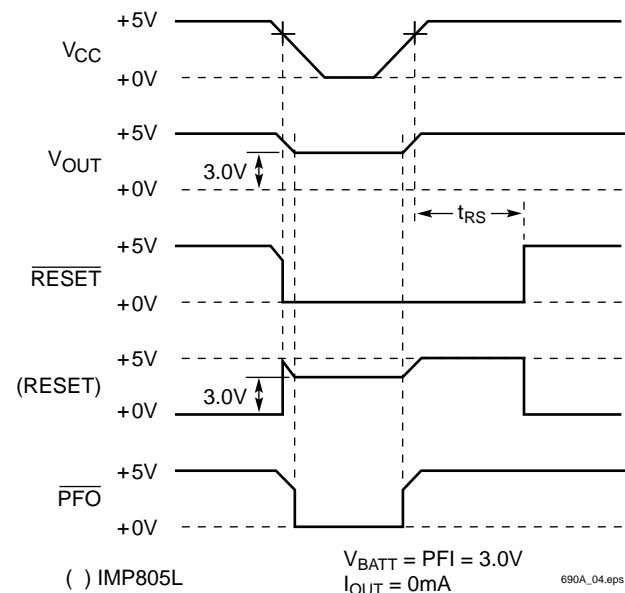 +5V
VCC
+0V
+5V
VOUT
3.0V
+0V
tRS
+5V
RESET
+0V
+5V
(RESET)
3.0V
+0V
+5V
PFO
+0V
VBATT = PFI = 3.0V
( ) IMP805L
IOUT = 0mA
690A_04.eps